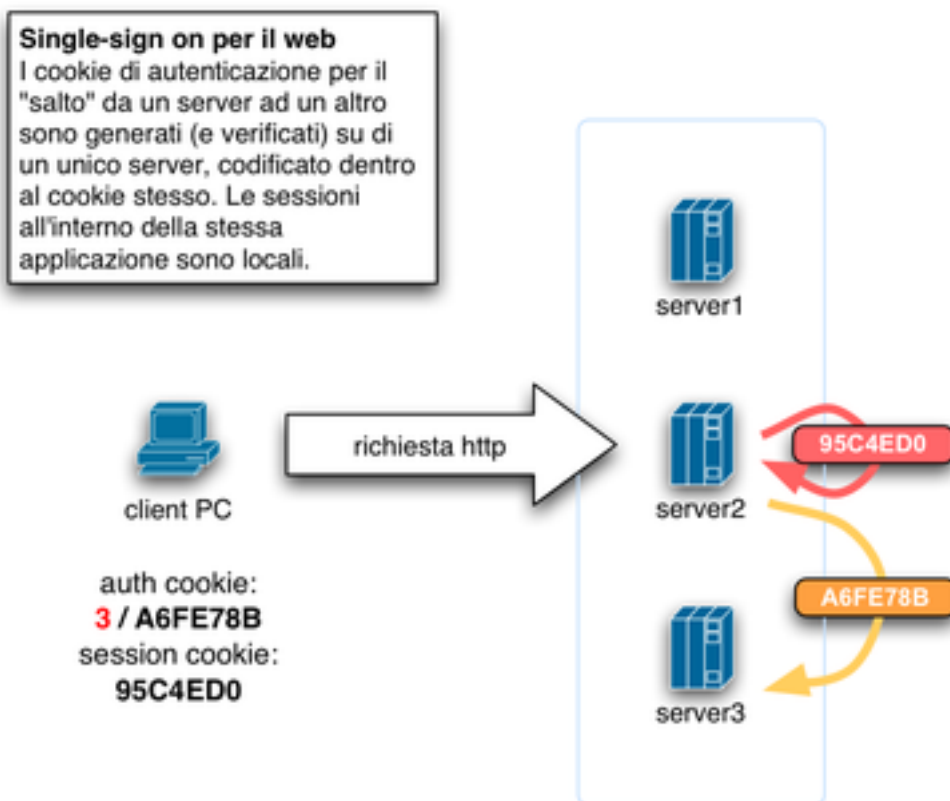 Single-sign on per il web
I cookie di autenticazione per il
"salto" da un server ad un altro
sono generati (e verificati) su di
un unico server, codificato dentro
al cookie stesso. Le sessioni
all'interno della stessa
applicazione sono locali.
server1
richiesta http
95C4ED0
client PC
server2
auth cookie:
3 / A6FE78B
session cookie:
95C4ED0
A6FE78B
server3